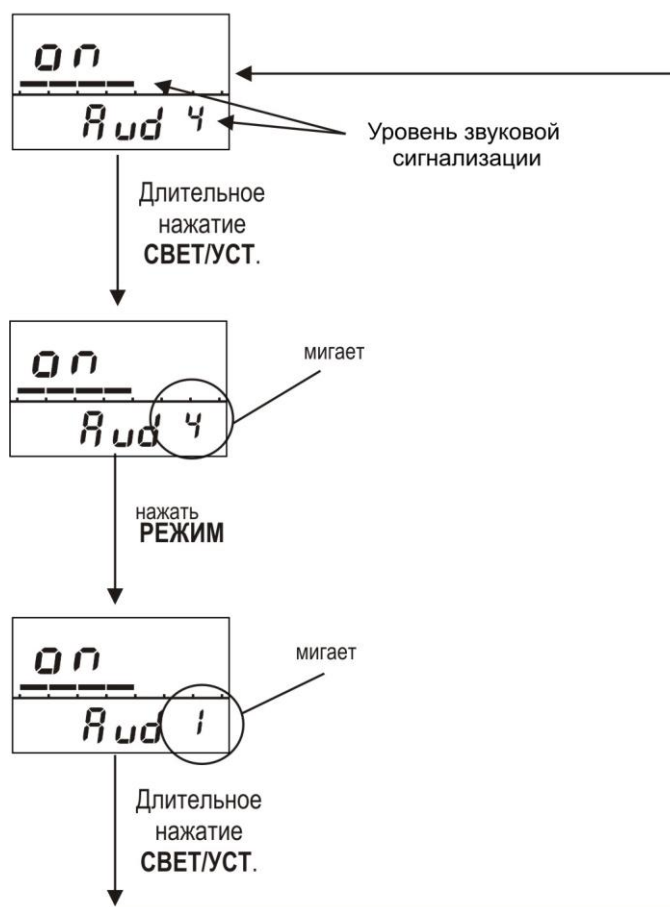 on
Aud 4
Уровень звуковой
сигнализации
Длительное
нажатие
СВЕТ/УСТ.
on
Aud 4
мигает
нажать
РЕЖИМ
on
Aud 1
мигает
Длительное
нажатие
СВЕТ/УСТ.